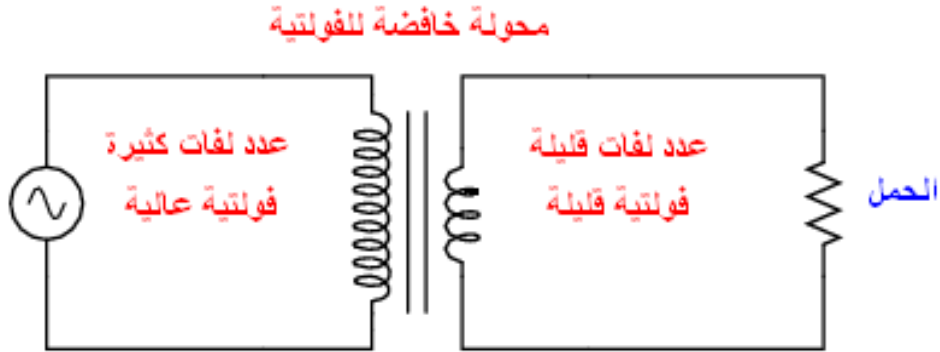 محولة خافضة للفولتية
عدد لفات كثيرة
فولتية عالية
عدد لفات قليلة
فولتية قليلة
الحمل